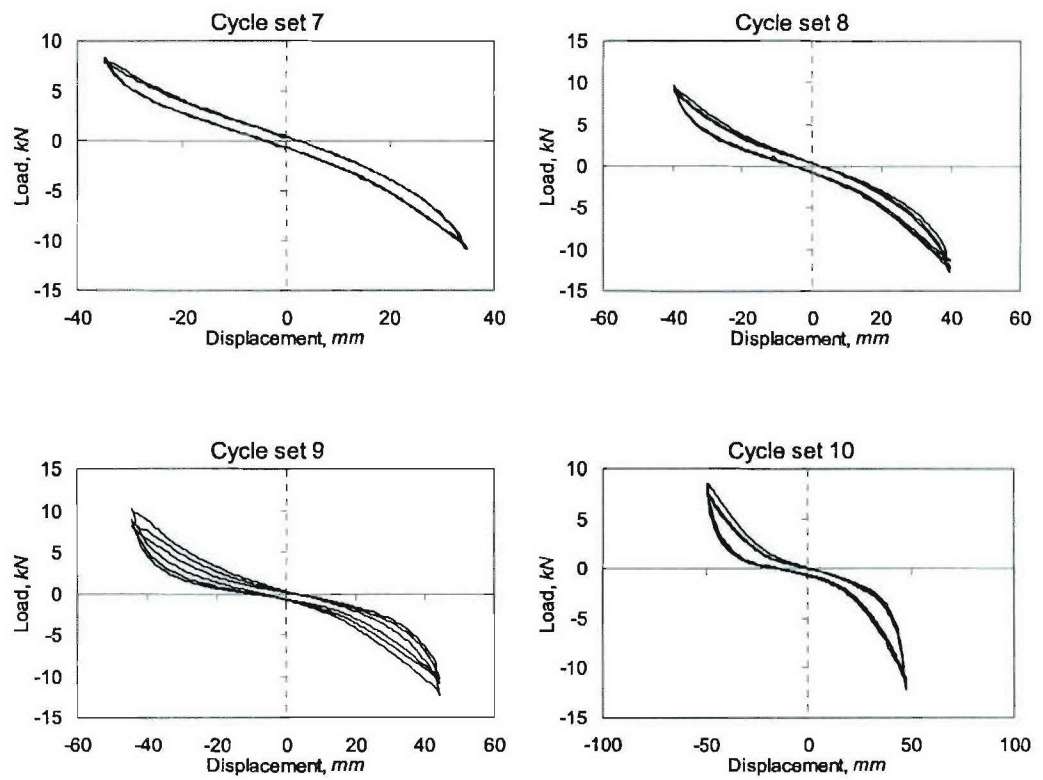 Cycle set 7
10
5
0
-5
-10
-15
Load, kN
-40 -20 0 20 40
Displacement, mm
Cycle set 8
15
10
5
0
-5
-10
-15
Load, kN
-60 -40 -20 0 20 40 60
Displacement, mm
Cycle set 9
15
10
5
0
-5
-10
-15
Load, kN
-60 -40 -20 0 20 40 60
Displacement, mm
Cycle set 10
10
5
0
-5
-10
-15
Load, kN
-100 -50 0 50 100
Displacement, mm